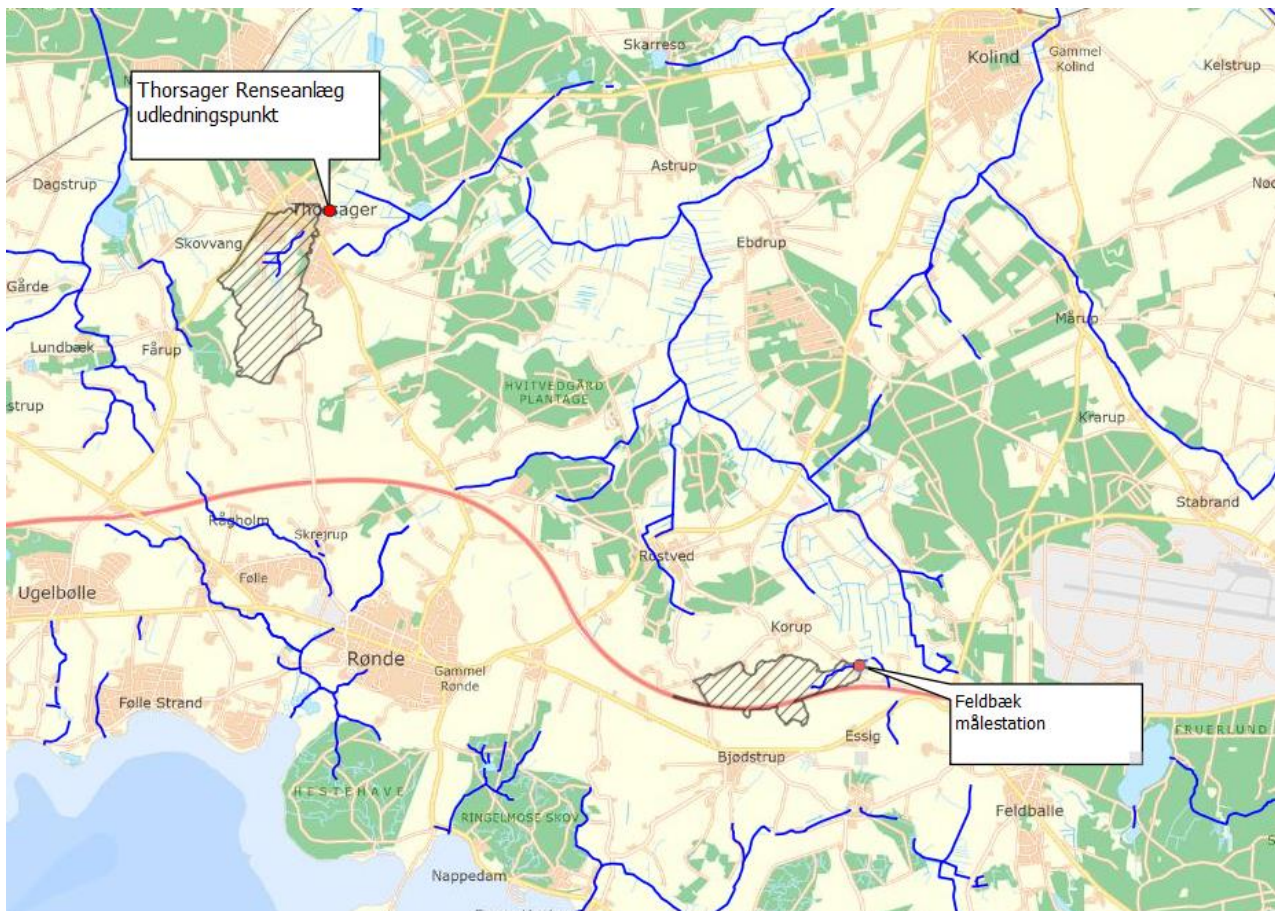 Skarresø
Kolind
Gammel
Kolind
Kelstrup
Thorsager Renseanlæg
udledningspunkt
Dagstrup
Astrup
Thorsager
Skovvang
Ebdrup
Gårde
Mårup
Lundbæk
Fårup
HVITVEDGÅRD
PLANTAGE
strup
Krarup
Stabrand
Rågholm
Skrejrup
Rostved
Følle
Ugelbølle
Korup
Rønde
Gammel
Rønde
Feldbæk
målestation
Følle Strand
FRUERLUND
Essig
Bjødstrup
HESTEHAVE
Feldballe
RINGELMOSE SKOV
Nappedam